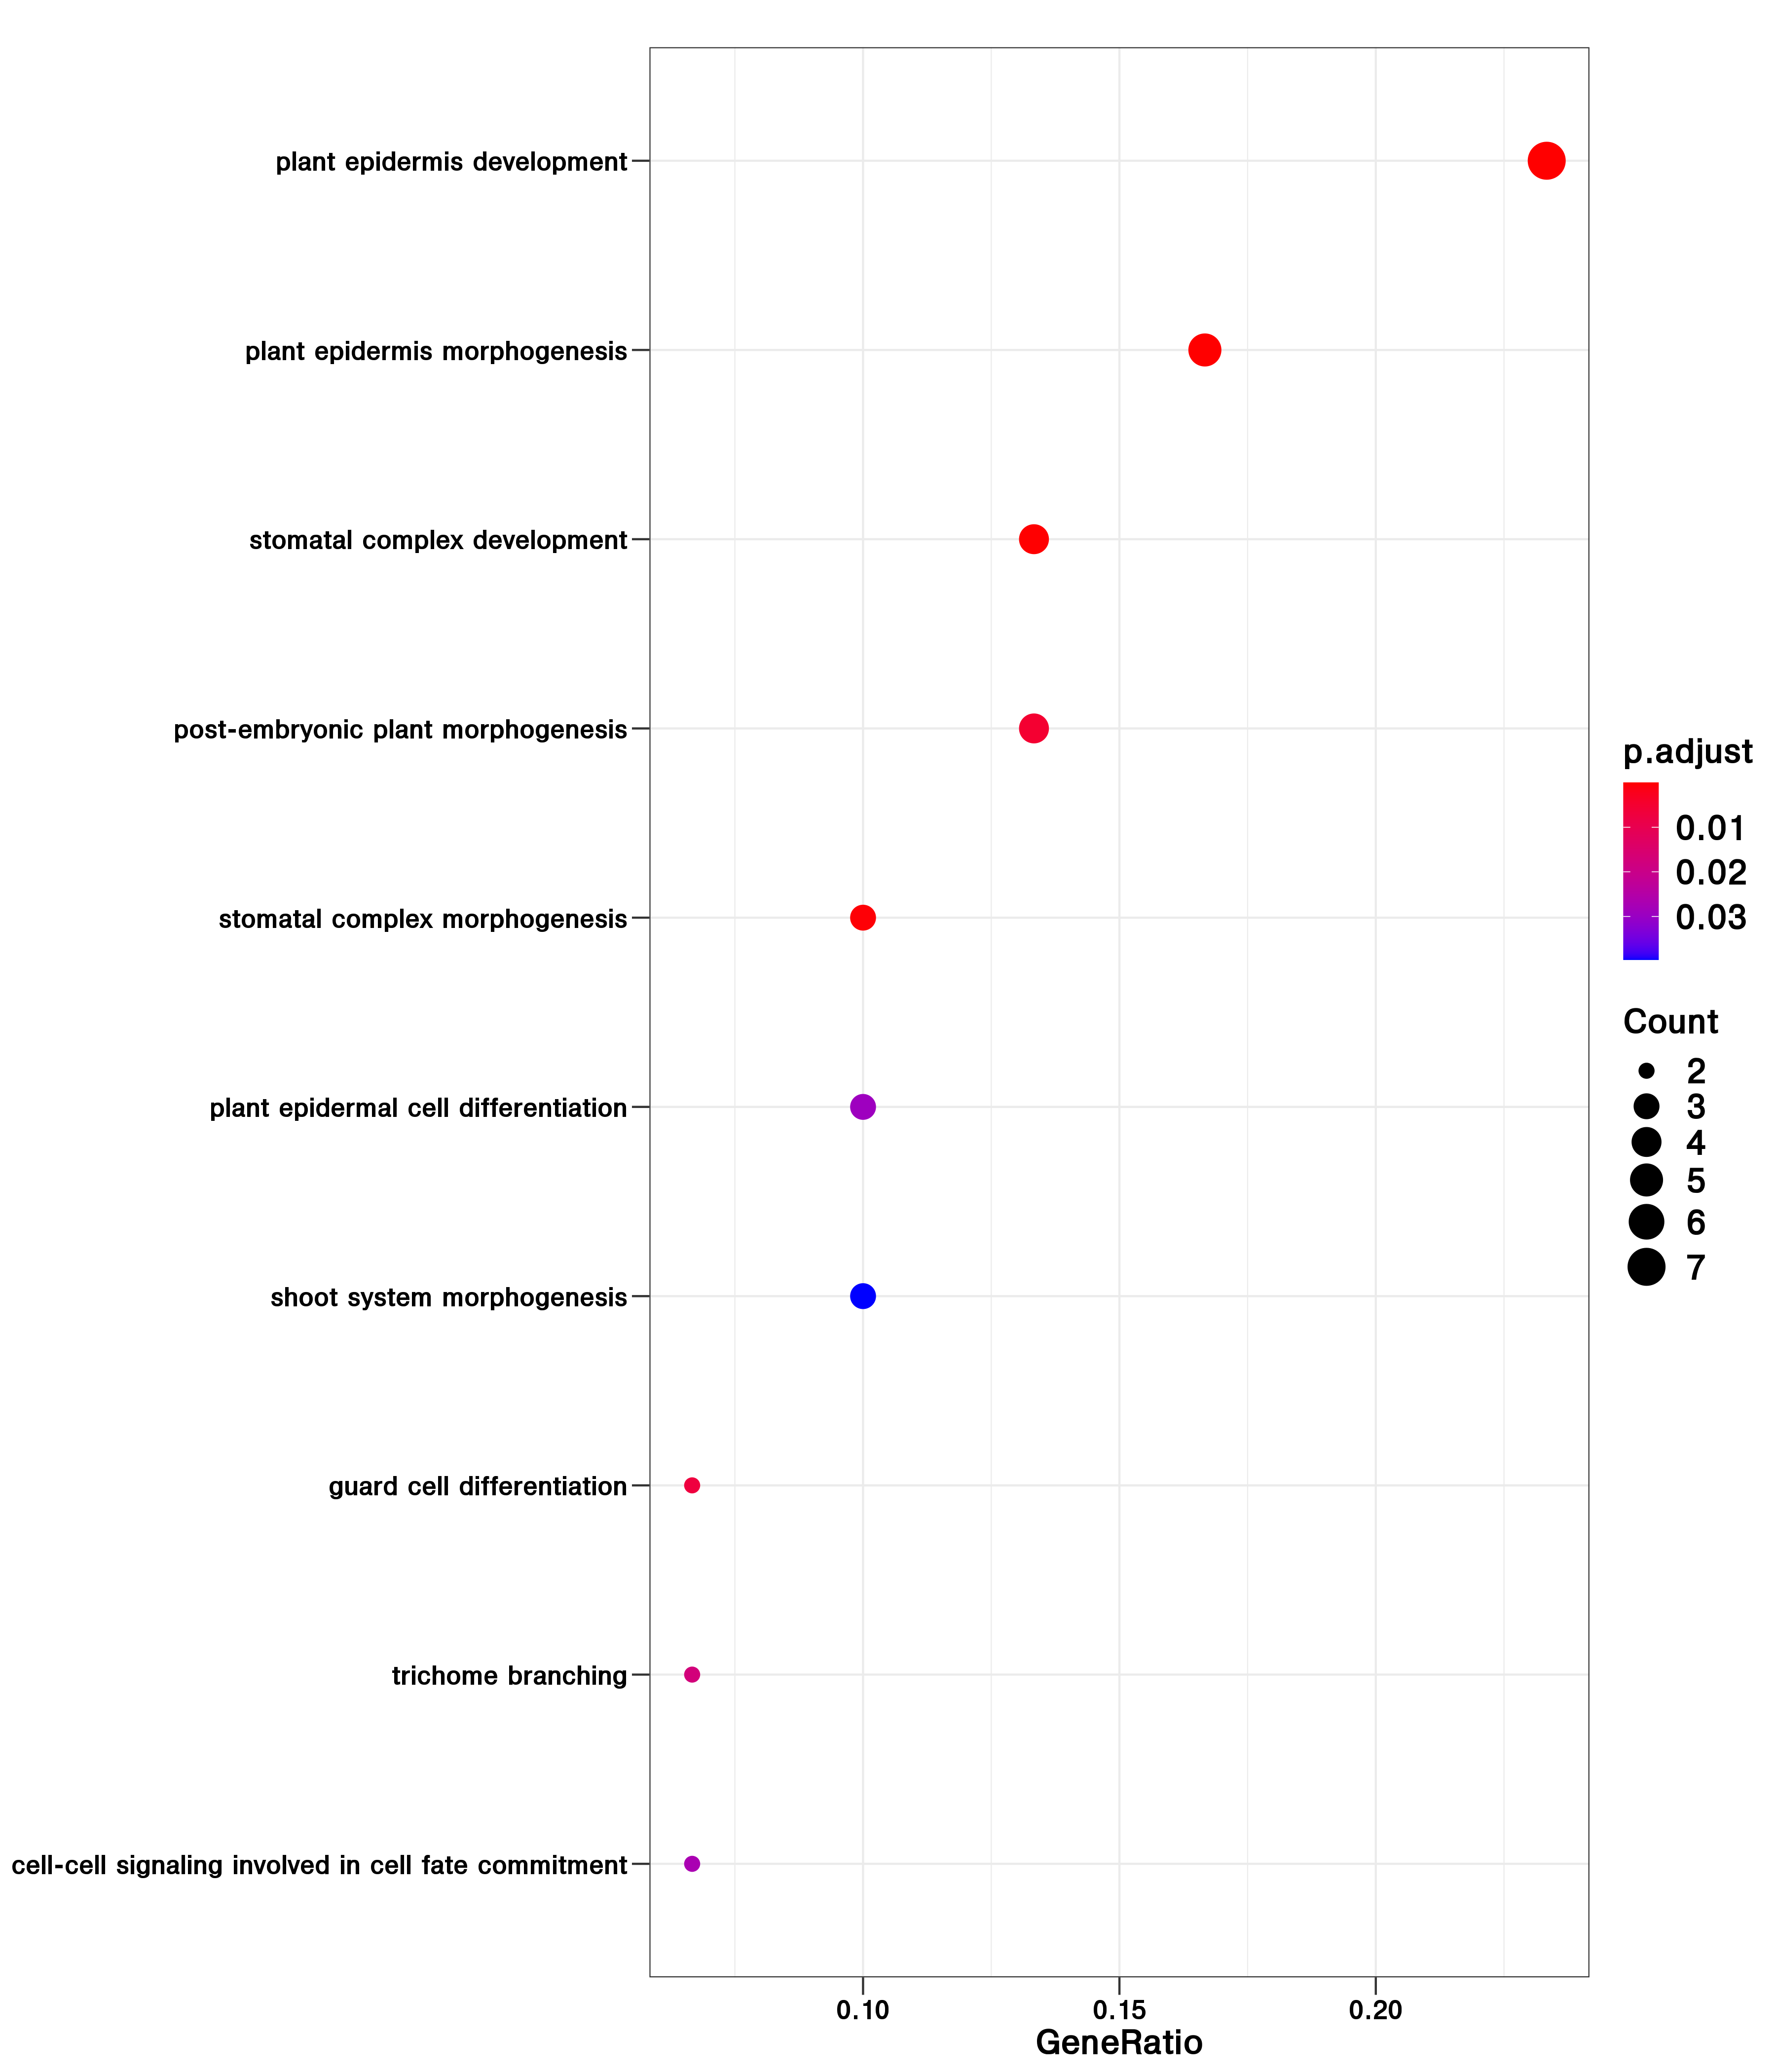 plant epidermis development
plant epidermis morphogenesis
stomatal complex development
post-embryonic plant morphogenesis
stomatal complex morphogenesis
plant epidermal cell differentiation
shoot system morphogenesis
guard cell differentiation
trichome branching
cell-cell signaling involved in cell fate commitment
0.10 0.15 0.20
GeneRatio
p.adjust
0.01
0.02
0.03
Count
2
3
4
5
6
7